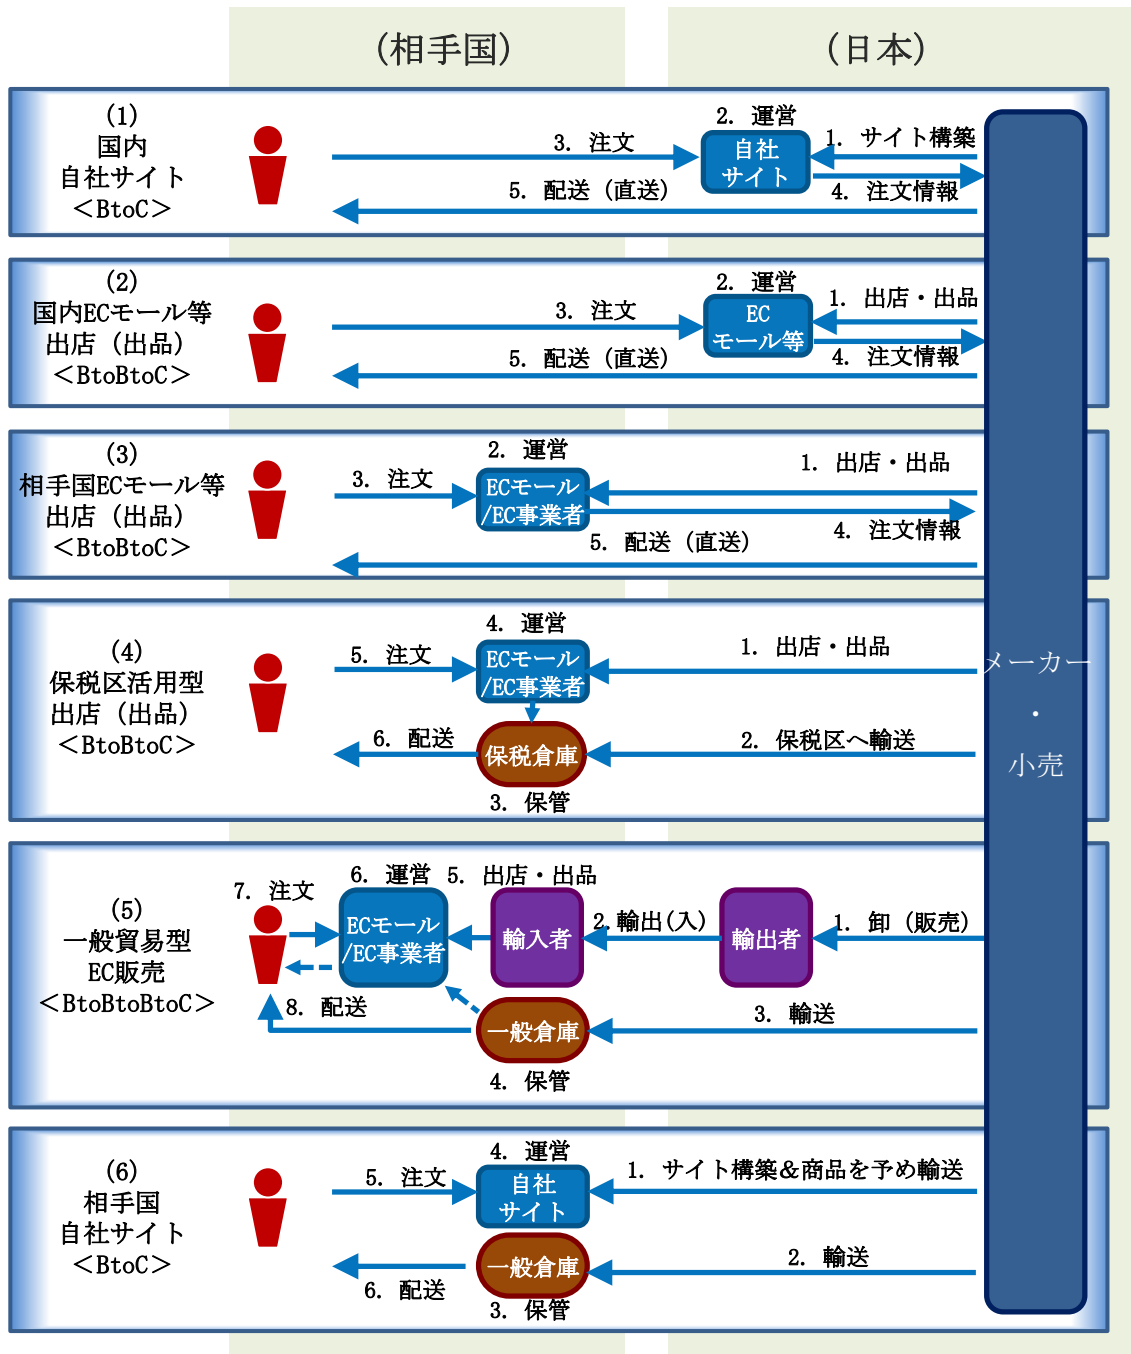 (相手国)
(日本)
(1)
国内
自社サイト
＜BtoC＞
2. 運営
自社
サイト
3. 注文
1. サイト構築
5. 配送 (直送)
4. 注文情報
(2)
国内ECモール等
出店 (出品)
＜BtoBtoC＞
2. 運営
EC
モール等
3. 注文
1. 出店・出品
5. 配送 (直送)
4. 注文情報
(3)
相手国ECモール等
出店 (出品)
＜BtoBtoC＞
2. 運営
ECモール
/EC事業者
3. 注文
1. 出店・出品
4. 注文情報
5. 配送 (直送)
(4)
保税区活用型
出店 (出品)
＜BtoBtoC＞
4. 運営
ECモール
/EC事業者
5. 注文
1. 出店・出品
6. 配送
保税倉庫
2. 保税区へ輸送
3. 保管
メーカー
・
小売
(5)
一般貿易型
EC販売
＜BtoBtoBtoC＞
7. 注文
6. 運営
5. 出店・出品
ECモール
/EC事業者
輸入者
2.輸出(入)
輸出者
1. 卸 (販売)
8. 配送
一般倉庫
3. 輸送
4. 保管
(6)
相手国
自社サイト
＜BtoC＞
4. 運営
自社
サイト
5. 注文
1. サイト構築＆商品を予め輸送
一般倉庫
2. 輸送
6. 配送
3. 保管